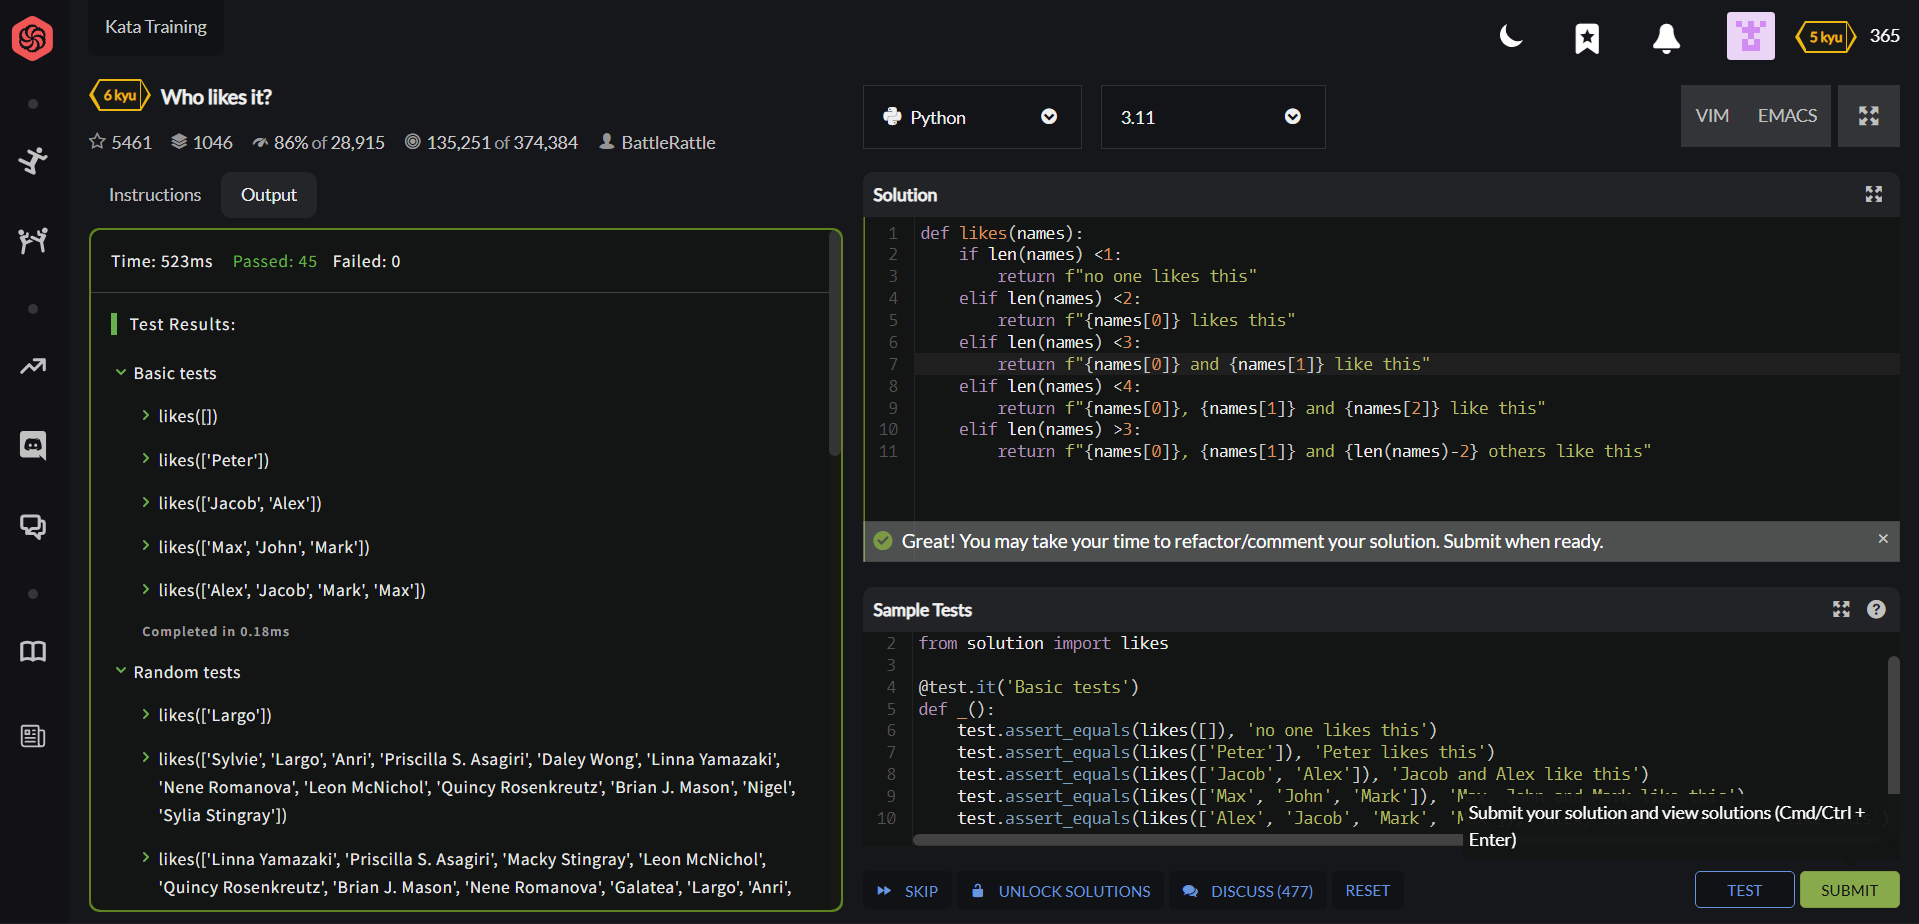 Kata Training
5 kyu 365
6 kyu Who likes it?
5461 1046 86% of 28,915 135,251 of 374,384 BattleRattle
Instructions Output
Time: 523ms Passed: 45 Failed: 0
Test Results:
Basic tests
likes([])
likes(['Peter'])
likes(['Jacob', 'Alex'])
likes(['Max', 'John', 'Mark'])
likes(['Alex', 'Jacob', 'Mark', 'Max'])
Completed in 0.18ms
Random tests
likes(['Largo'])
likes(['Sylvie', 'Largo', 'Anri', 'Priscilla S. Asagiri', 'Daley Wong', 'Linna Yamazaki',
'Nene Romanova', 'Leon McNichol', 'Quincy Rosenkreutz', 'Brian J. Mason', 'Nigel',
'Sylia Stingray'])
likes(['Linna Yamazaki', 'Priscilla S. Asagiri', 'Macky Stingray', 'Leon McNichol',
'Quincy Rosenkreutz', 'Brian J. Mason', 'Nene Romanova', 'Galatea', 'Largo', 'Anri',
Python 3.11 VIM EMACS
Solution
1 def likes(names):
2     if len(names) <1:
3         return f"no one likes this"
4     elif len(names) <2:
5         return f"{names[0]} likes this"
6     elif len(names) <3:
7         return f"{names[0]} and {names[1]} like this"
8     elif len(names) <4:
9         return f"{names[0]}, {names[1]} and {names[2]} like this"
10     elif len(names) >3:
11         return f"{names[0]}, {names[1]} and {len(names)-2} others like this"
Great! You may take your time to refactor/comment your solution. Submit when ready. ×
Sample Tests ?
2 from solution import likes
3
4 @test.it('Basic tests')
5 def _():
6     test.assert_equals(likes([]), 'no one likes this')
7     test.assert_equals(likes(['Peter']), 'Peter likes this')
8     test.assert_equals(likes(['Jacob', 'Alex']), 'Jacob and Alex like this')
9     test.assert_equals(likes(['Max', 'John', 'Mark']), 'Max, John and Mark like this')
10     test.assert_equals(likes(['Alex', 'Jacob', 'Mark', '
Submit your solution and view solutions (Cmd/Ctrl +
Enter)
SKIP UNLOCK SOLUTIONS DISCUSS (477) RESET TEST SUBMIT